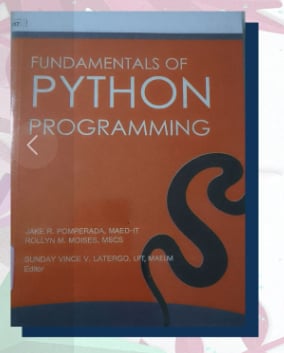 FUNDAMENTALS OF
PYTHON
PROGRAMMING
JAKE R. POMPERADA, MAED-IT
ROLLYN M. MOISES, MSCS
SUNDAY VINCE V. LATERGO, LPT, MAELM
Editor